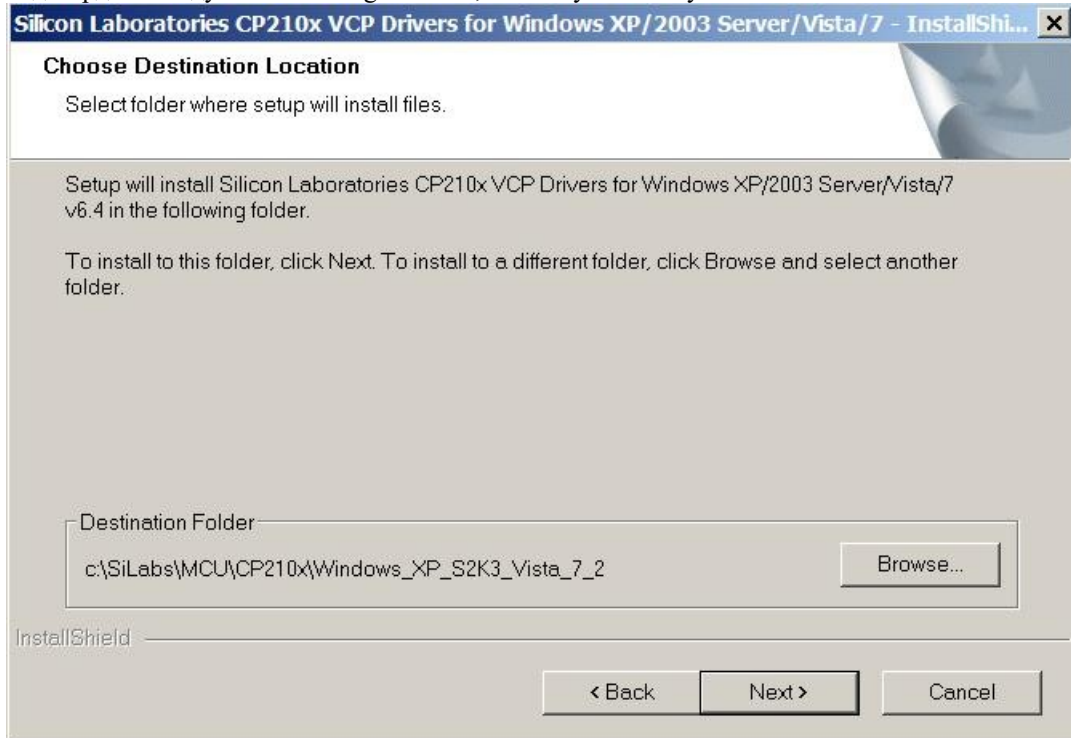 Silicon Laboratories CP210x VCP Drivers for Windows XP/2003 Server/Vista/7 - InstallShi...
Choose Destination Location
Select folder where setup will install files.
Setup will install Silicon Laboratories CP210x VCP Drivers for Windows XP/2003 Server/Vista/7
v6.4 in the following folder.
To install to this folder, click Next. To install to a different folder, click Browse and select another
folder.
Destination Folder
c:\SiLabs\MCU\CP210x\Windows_XP_S2K3_Vista_7_2
Browse...
InstallShield
< Back
Next >
Cancel